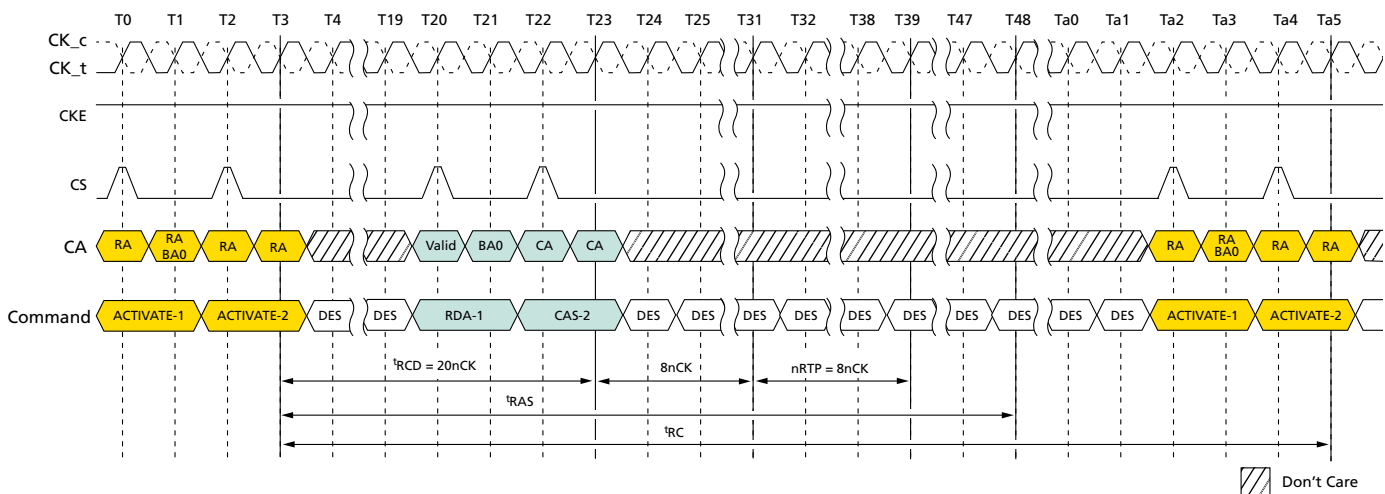 T0 T1 T2 T3 T4 T19 T20 T21 T22 T23 T24 T25 T31 T32 T38 T39 T47 T48 Ta0 Ta1 Ta2 Ta3 Ta4 Ta5
CK_c
CK_t
CKE
CS
CA RA RA BA0 RA RA Valid BA0 CA CA RA RA BA0 RA RA
Command ACTIVATE-1 ACTIVATE-2 DES DES RDA-1 CAS-2 DES DES DES DES DES DES DES DES DES DES ACTIVATE-1 ACTIVATE-2
tRCD = 20nCK 8nCK nRTP = 8nCK
tRAS
tRC
Don't Care